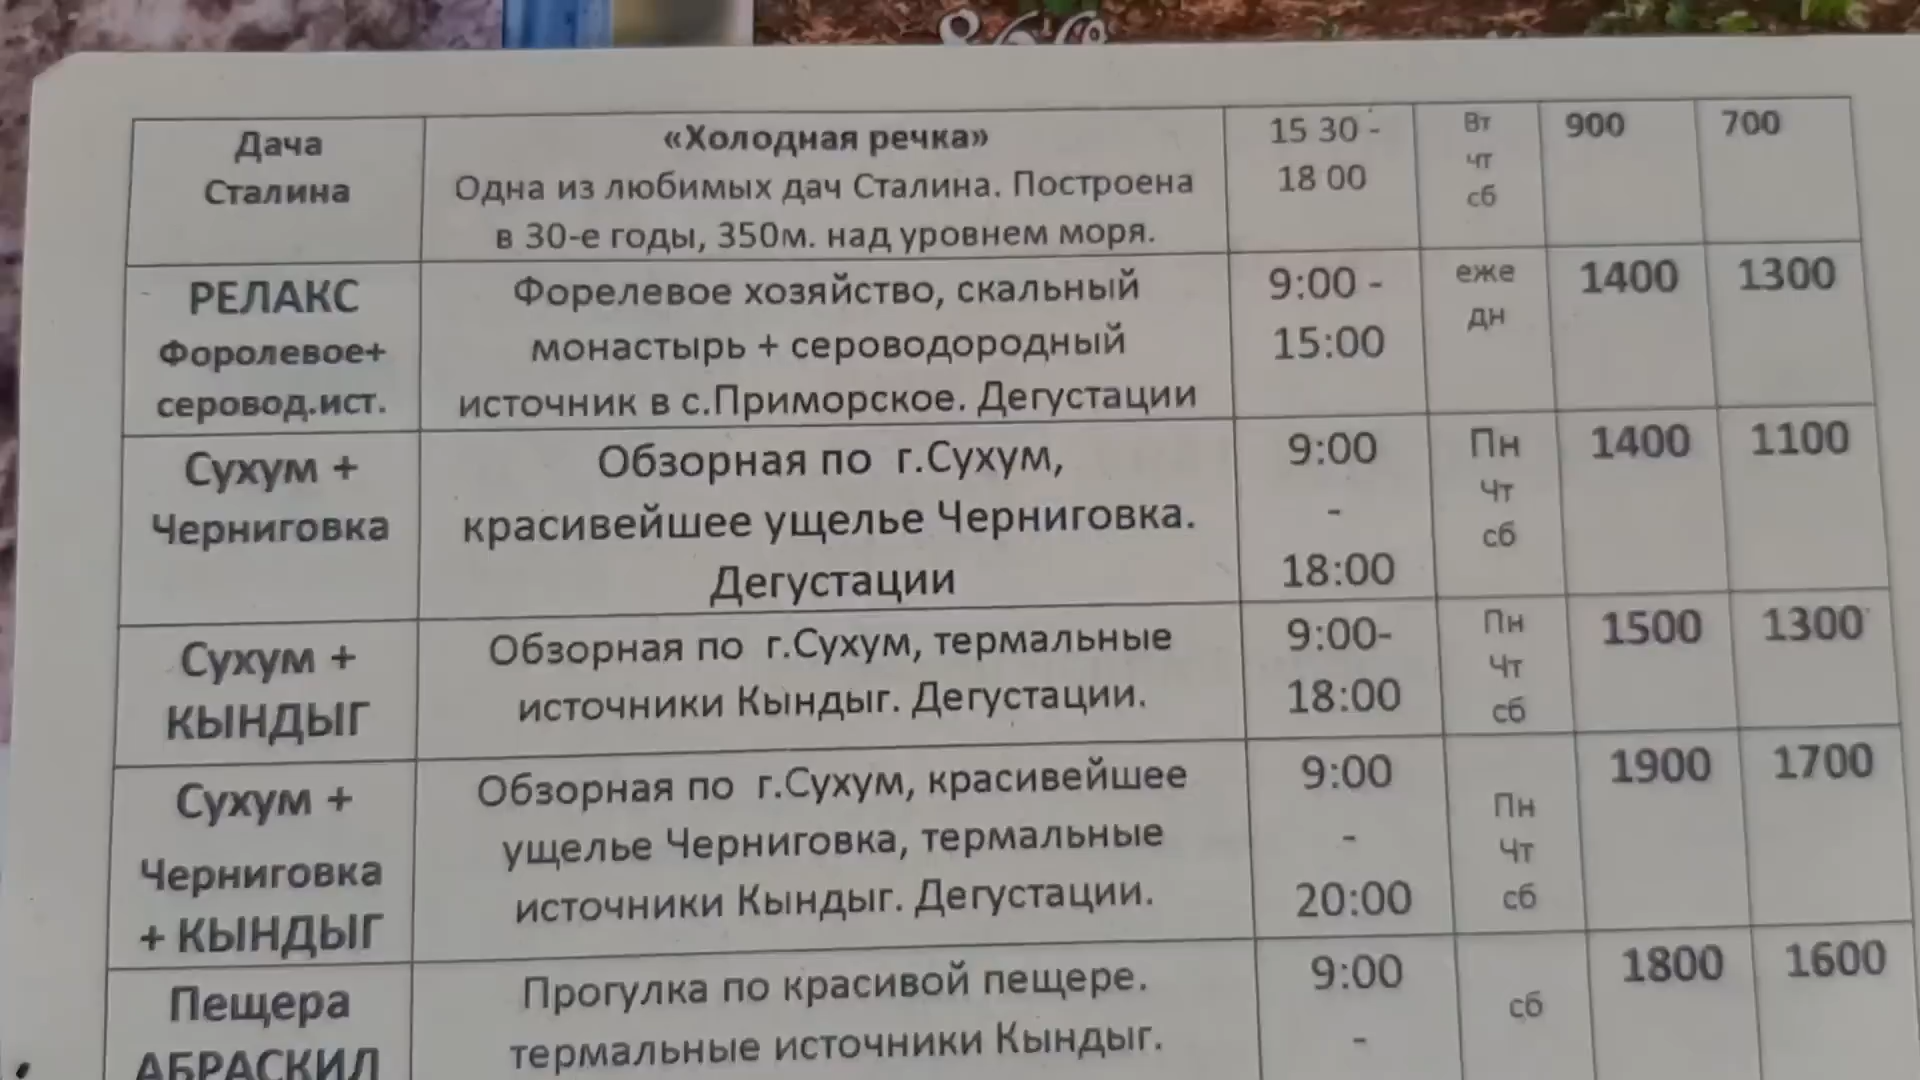 Дача
Сталина
«Холодная речка»
Одна из любимых дач Сталина. Построена
в 30-е годы, 350м. над уровнем моря.
15 30 -
18 00
Вт
чт
сб
900
700
РЕЛАКС
Форолевое+
серовод.ист.
Форелевое хозяйство, скальный
монастырь + сероводородный
источник в с.Приморское. Дегустации
9:00 -
15:00
еже
дн
1400
1300
Сухум +
Черниговка
Обзорная по г.Сухум,
красивейшее ущелье Черниговка.
Дегустации
9:00
-
18:00
Пн
Чт
сб
1400
1100
Сухум +
КЫНДЫГ
Обзорная по г.Сухум, термальные
источники Кындыг. Дегустации.
9:00-
18:00
Пн
Чт
сб
1500
1300
Сухум +
Черниговка
+ КЫНДЫГ
Обзорная по г.Сухум, красивейшее
ущелье Черниговка, термальные
источники Кындыг. Дегустации.
9:00
-
20:00
Пн
Чт
сб
1900
1700
Пещера
АБРАСКИЛ
Прогулка по красивой пещере.
термальные источники Кындыг.
9:00
-
сб
1800
1600